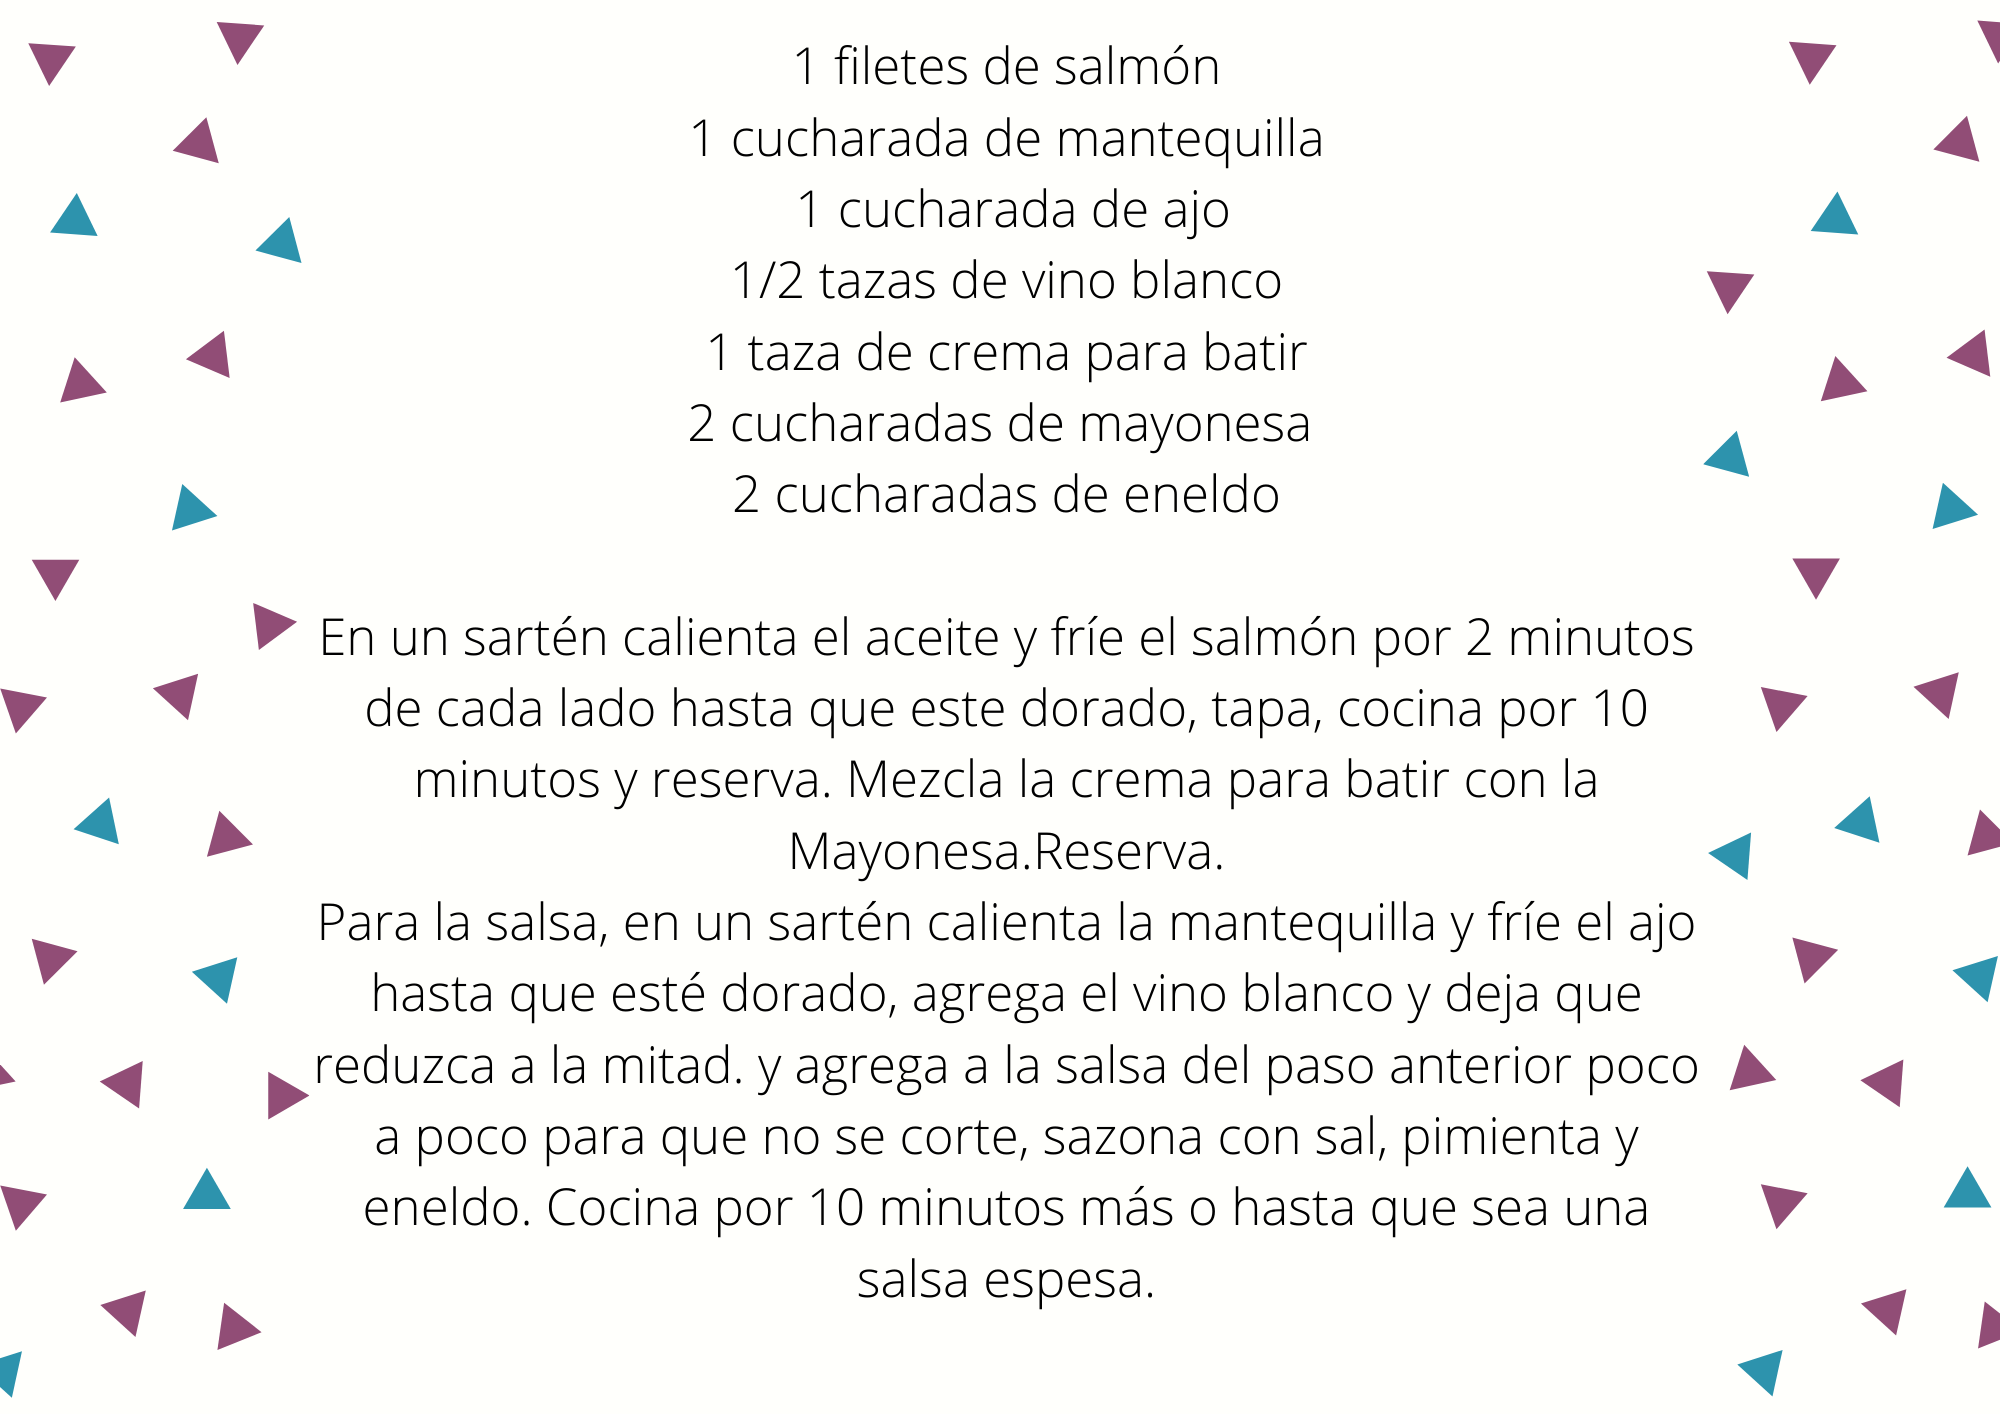 1 filetes de salmón
1 cucharada de mantequilla
1 cucharada de ajo
1/2 tazas de vino blanco
1 taza de crema para batir
2 cucharadas de mayonesa
2 cucharadas de eneldo
En un sartén calienta el aceite y fríe el salmón por 2 minutos
de cada lado hasta que este dorado, tapa, cocina por 10
minutos y reserva. Mezcla la crema para batir con la
Mayonesa.Reserva.
Para la salsa, en un sartén calienta la mantequilla y fríe el ajo
hasta que esté dorado, agrega el vino blanco y deja que
reduzca a la mitad. y agrega a la salsa del paso anterior poco
a poco para que no se corte, sazona con sal, pimienta y
eneldo. Cocina por 10 minutos más o hasta que sea una
salsa espesa.